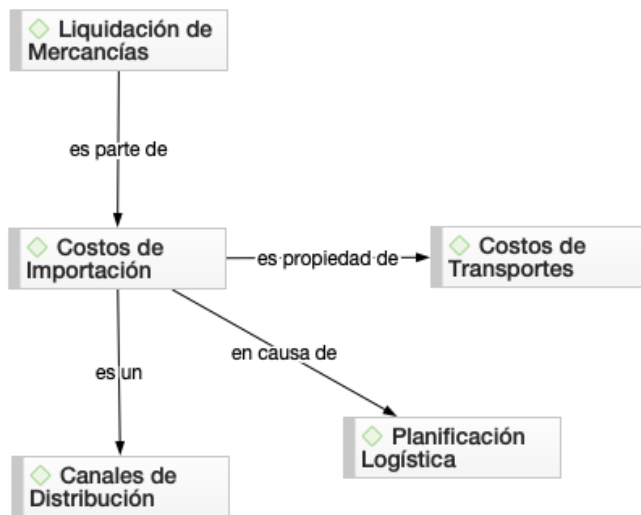 Liquidación de
Mercancías
es parte de
Costos de
Importación
es propiedad de
Costos de
Transportes
en causa de
es un
Planificación
Logística
Canales de
Distribución